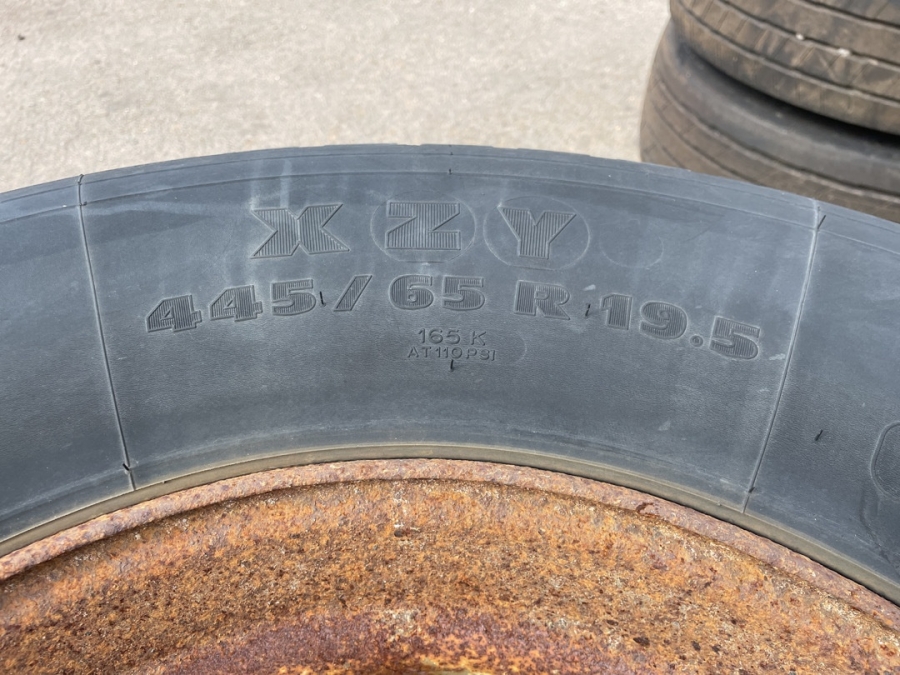 XZY
445/65 R 19.5
165 K
AT 110 PSI